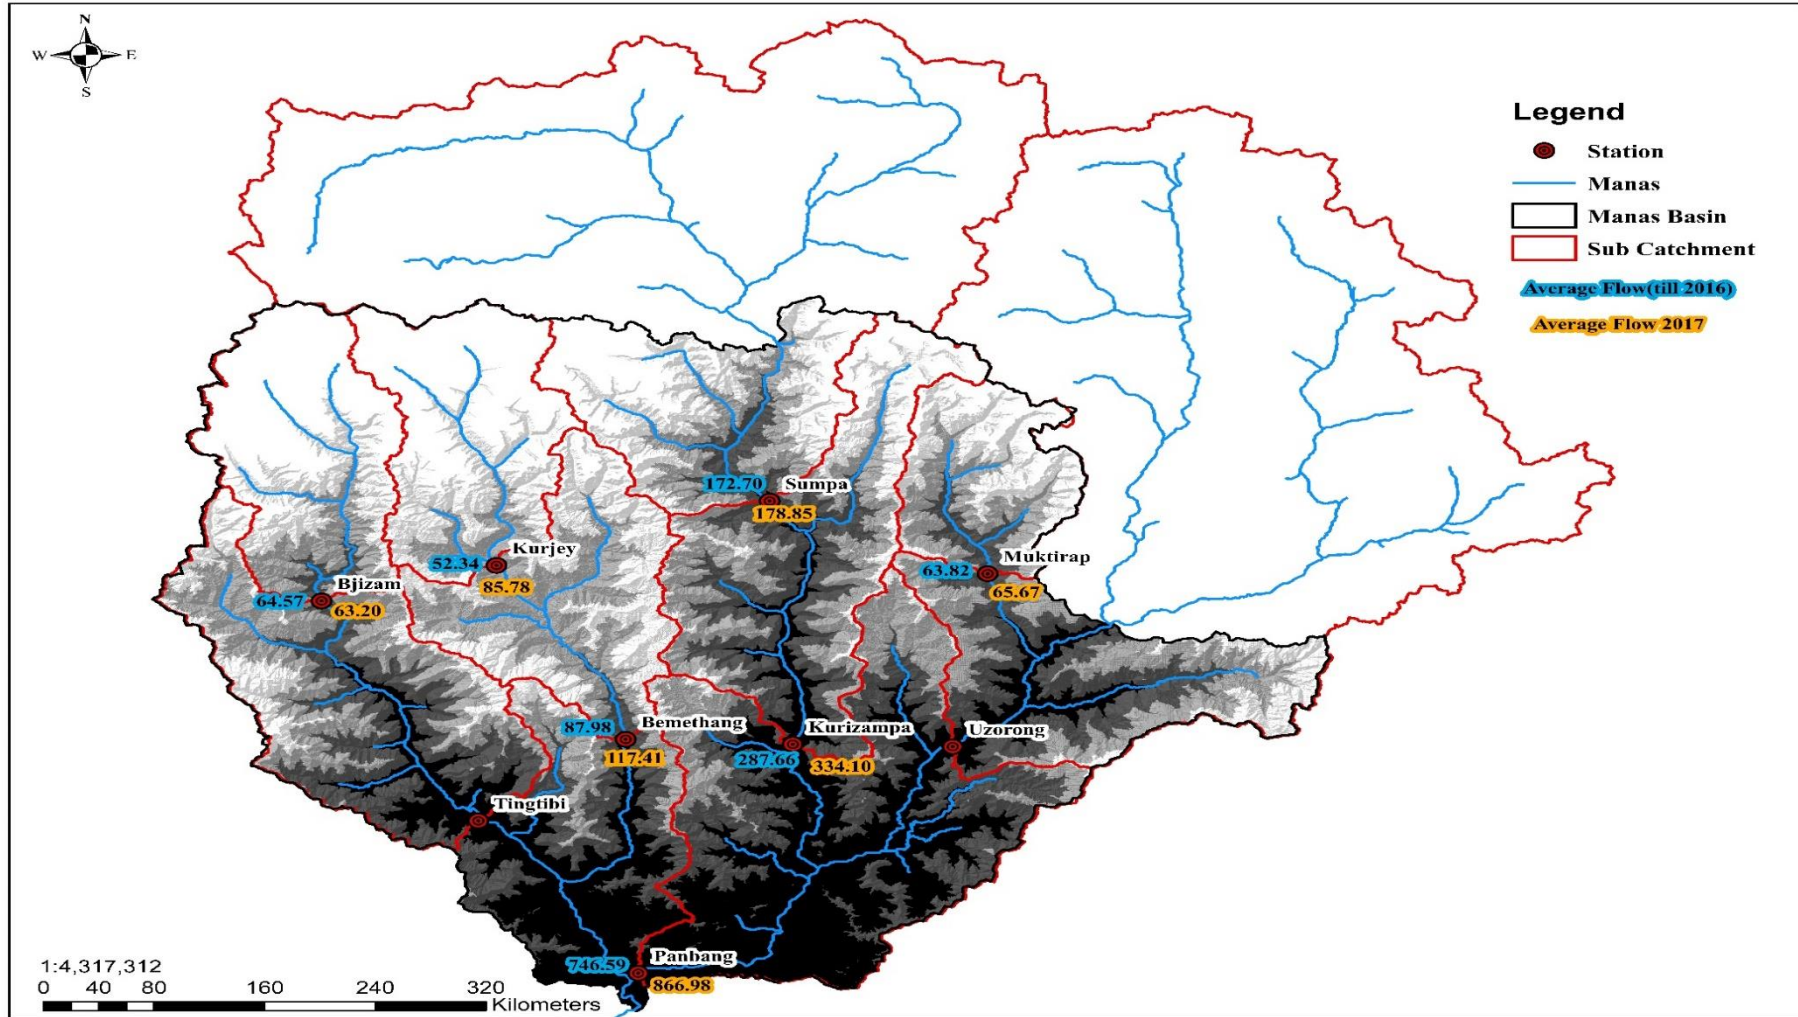 N
W E
S
Legend
Station
Manas
Manas Basin
Sub Catchment
Average Flow(till 2016)
Average Flow 2017
172.70
Sumpa
178.85
Kurjey
52.34
85.78
Muktirap
63.82
65.67
Bjizam
64.57
63.20
Bemethang
87.98
117.41
Kurizampa
287.66
334.10
Uzorong
Tingtibi
Panbang
746.59
866.98
1:4,317,312
0 40 80 160 240 320
Kilometers